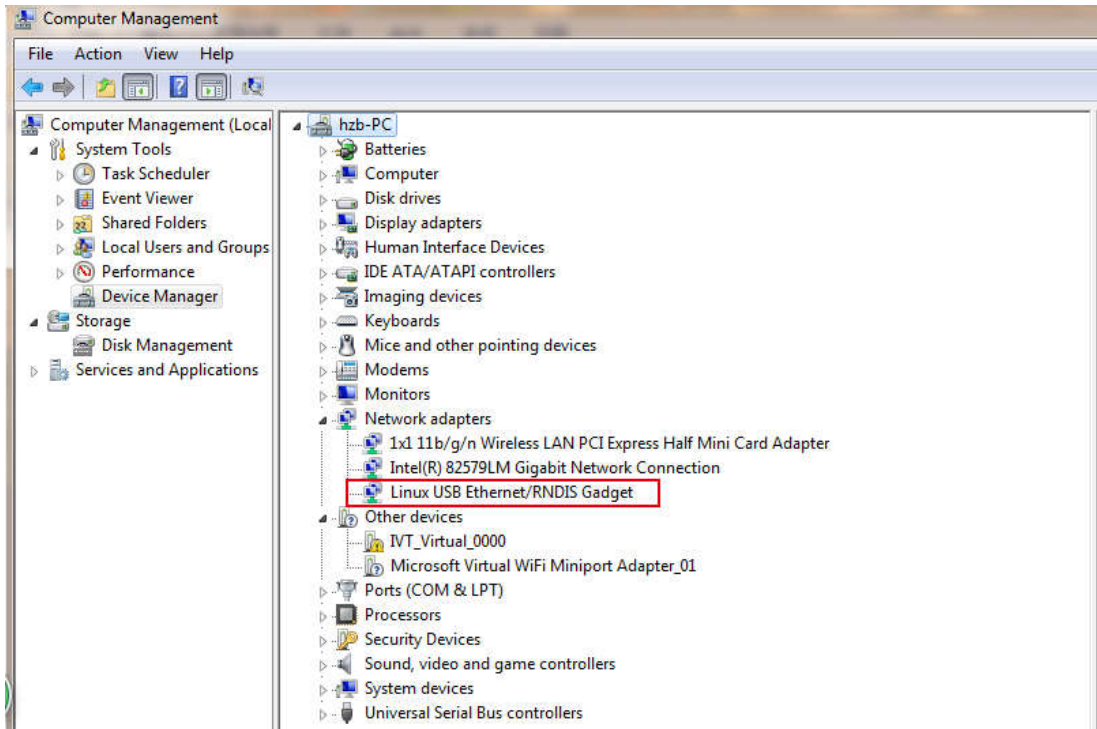 Computer Management
File Action View Help
Computer Management (Local
System Tools
Task Scheduler
Event Viewer
Shared Folders
Local Users and Groups
Performance
Device Manager
Storage
Disk Management
Services and Applications
hzb-PC
Batteries
Computer
Disk drives
Display adapters
Human Interface Devices
IDE ATA/ATAPI controllers
Imaging devices
Keyboards
Mice and other pointing devices
Modems
Monitors
Network adapters
1x1 11b/g/n Wireless LAN PCI Express Half Mini Card Adapter
Intel(R) 82579LM Gigabit Network Connection
Linux USB Ethernet/RNDIS Gadget
Other devices
IVT_Virtual_0000
Microsoft Virtual WiFi Miniport Adapter_01
Ports (COM & LPT)
Processors
Security Devices
Sound, video and game controllers
System devices
Universal Serial Bus controllers